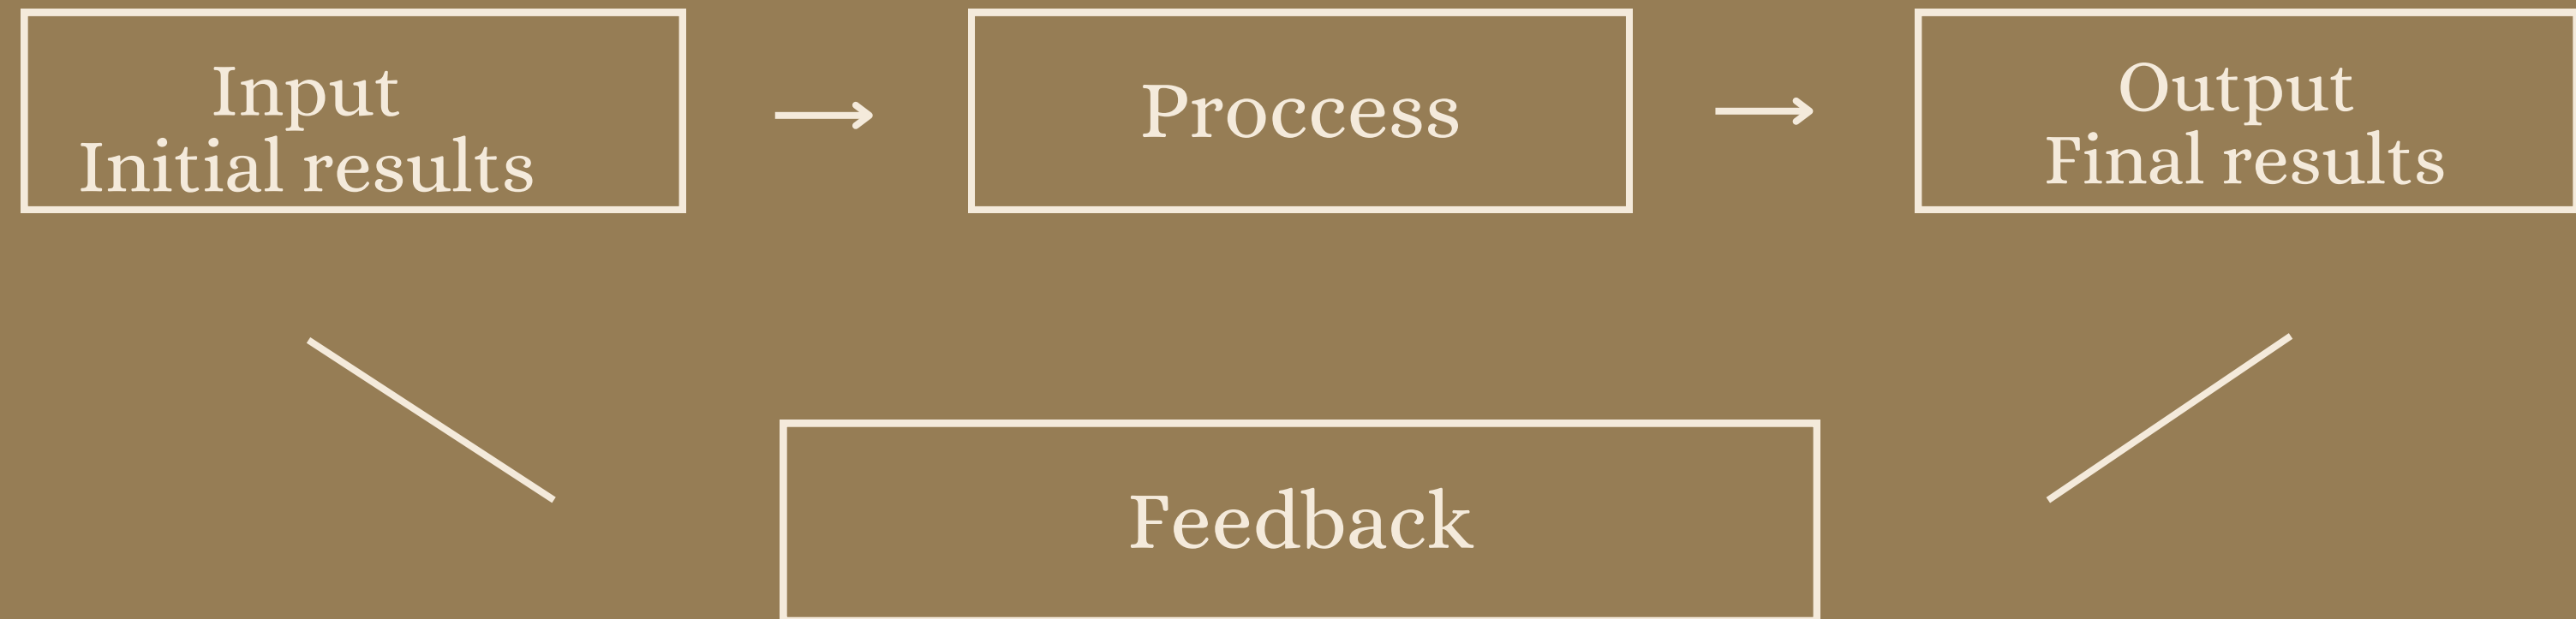 Input
Initial results
Proccess
Output
Final results
Feedback